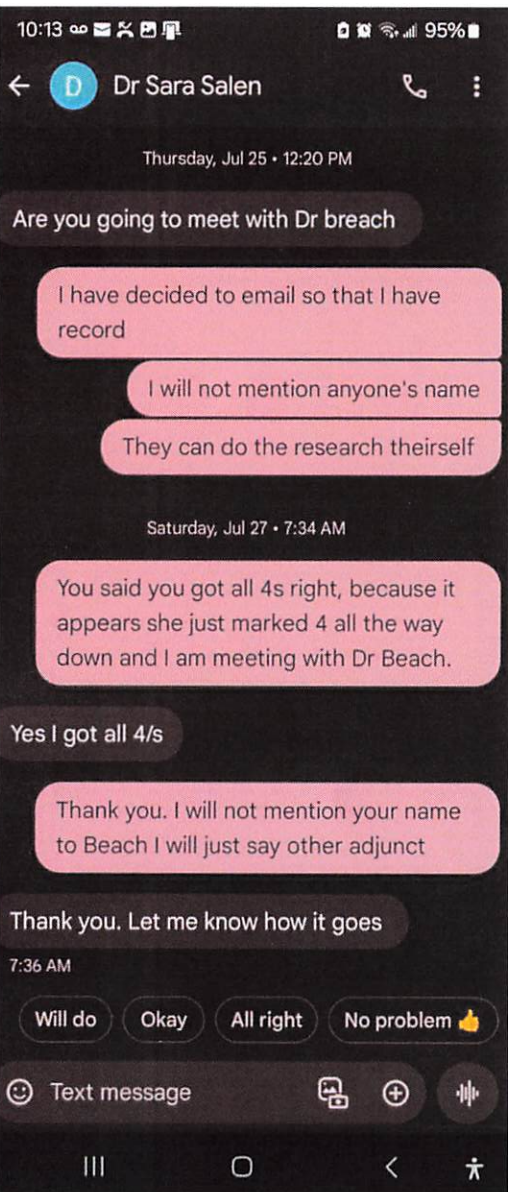 10:13
95%
D Dr Sara Salen
Thursday, Jul 25 • 12:20 PM
Are you going to meet with Dr breach
I have decided to email so that I have
record
I will not mention anyone's name
They can do the research theirself
Saturday, Jul 27 • 7:34 AM
You said you got all 4s right, because it
appears she just marked 4 all the way
down and I am meeting with Dr Beach.
Yes I got all 4/s
Thank you. I will not mention your name
to Beach I will just say other adjunct
Thank you. Let me know how it goes
7:36 AM
Will do Okay All right No problem 👍
Text message